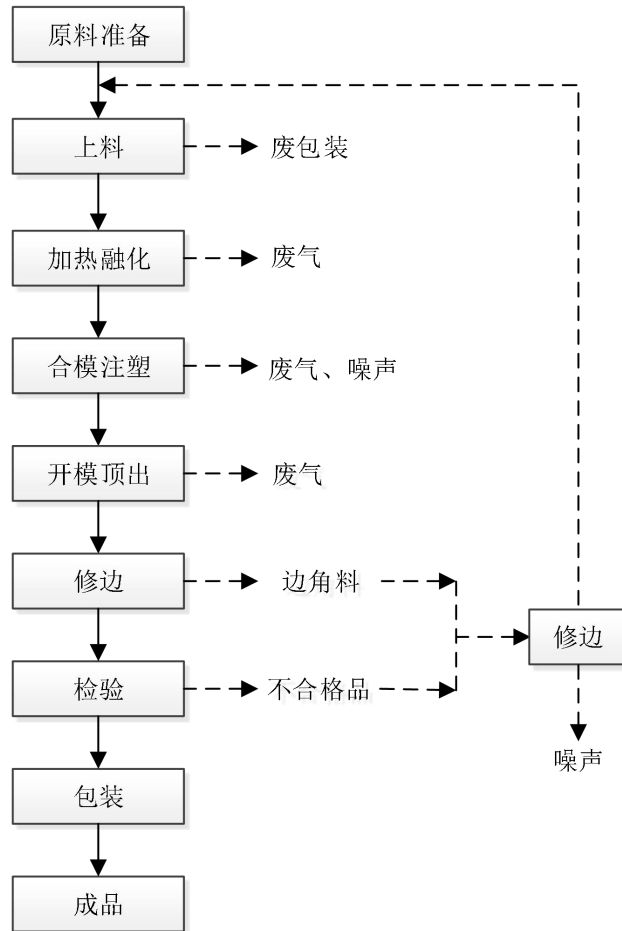 原料准备
上料
废包装
加热融化
废气
合模注塑
废气、噪声
开模顶出
废气
修边
边角料
修边
检验
不合格品
噪声
包装
成品